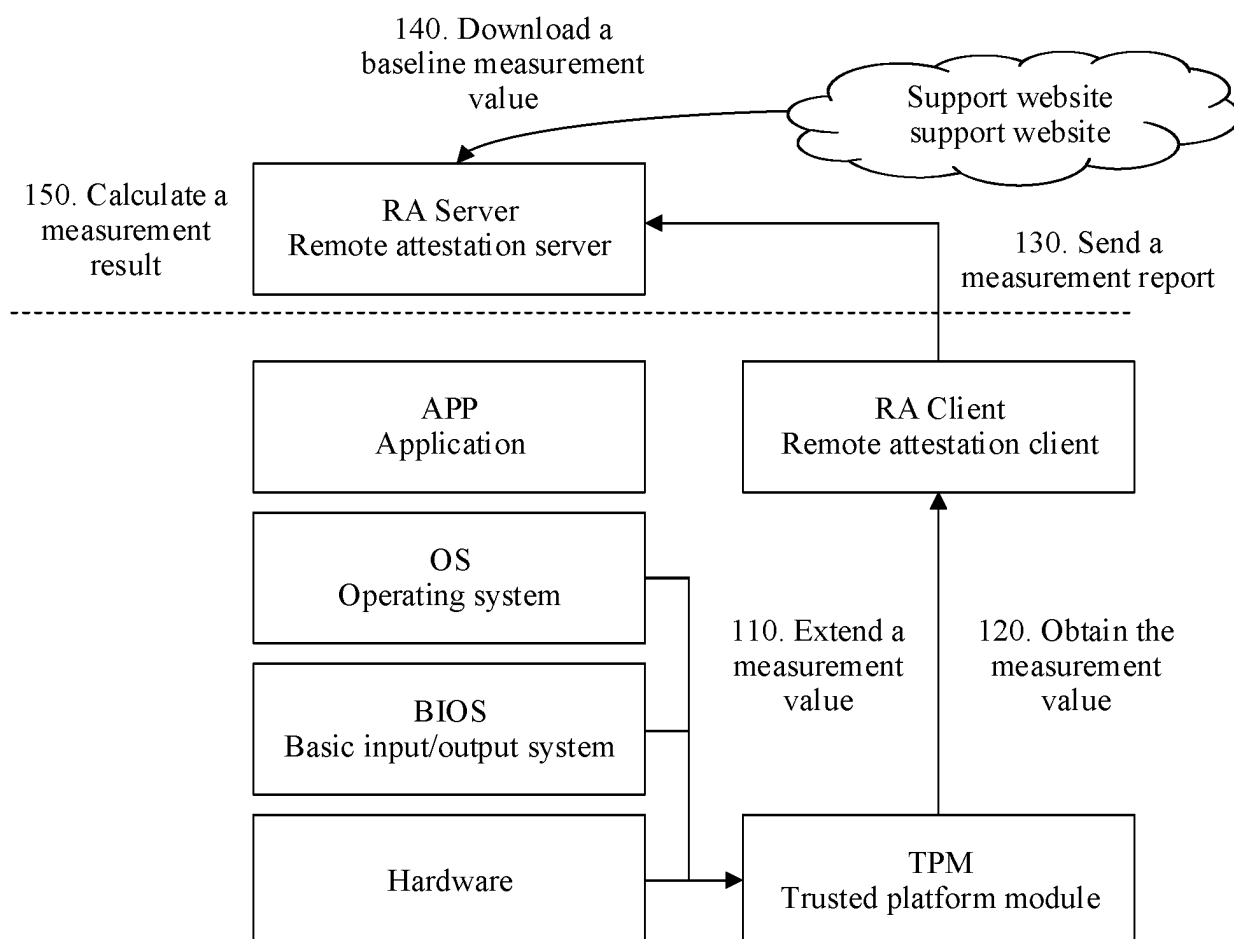 140. Download a
baseline measurement
value
Support website
support website
150. Calculate a
measurement
result
RA Server
Remote attestation server
130. Send a
measurement report
APP
Application
RA Client
Remote attestation client
OS
Operating system
110. Extend a
measurement
value
120. Obtain the
measurement
value
BIOS
Basic input/output system
Hardware
TPM
Trusted platform module